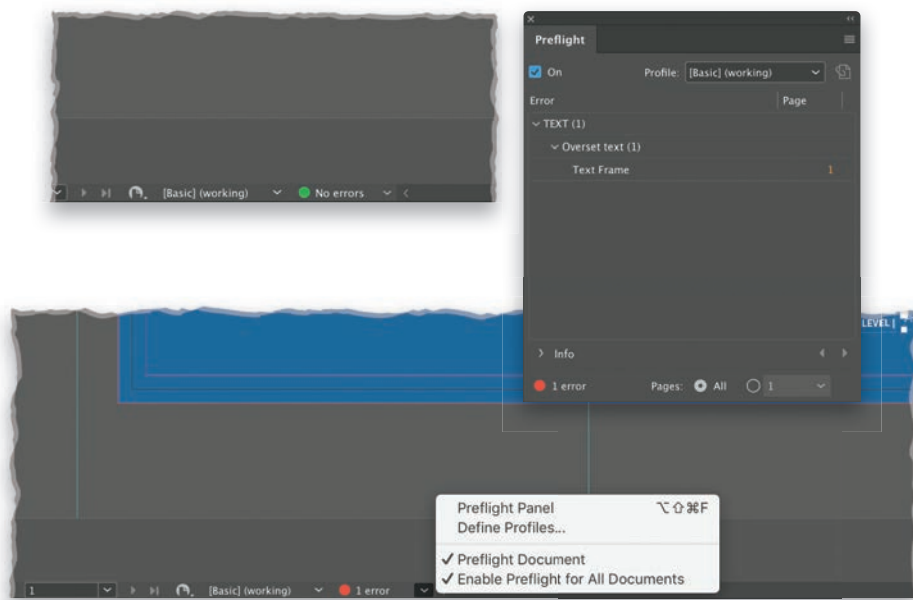 [Basic] (working)
No errors
Preflight
On
Profile: [Basic] (working)
Error Page
TEXT (1)
Overset text (1)
Text Frame 1
Info
1 error Pages: All 1
LEVEL | ?
Preflight Panel ⌥⇧⌘F
Define Profiles...
✓ Preflight Document
✓ Enable Preflight for All Documents
1 [Basic] (working) 1 error